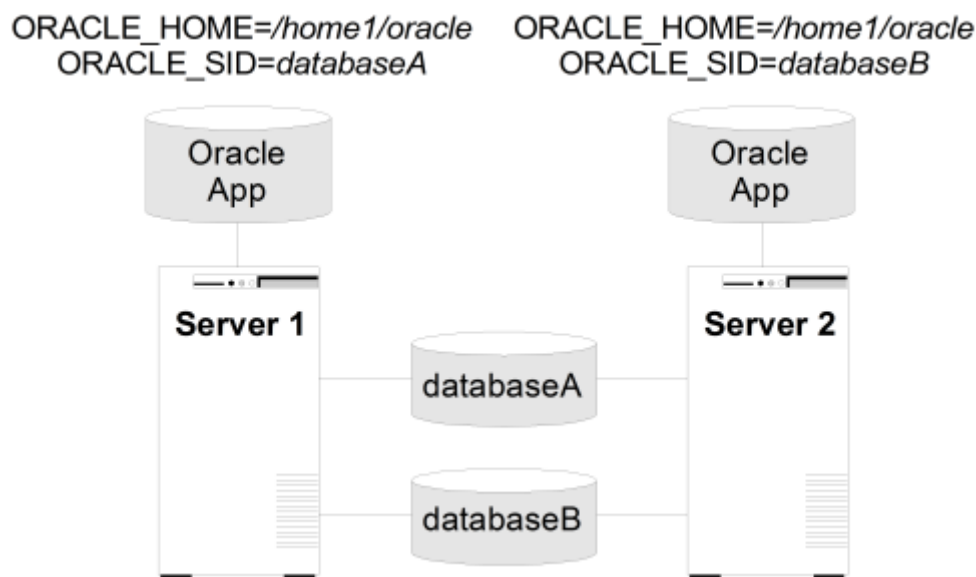 ORACLE_HOME=/home1/oracle
ORACLE_SID=databaseA
ORACLE_HOME=/home1/oracle
ORACLE_SID=databaseB
Oracle
App
Oracle
App
Server 1
Server 2
databaseA
databaseB